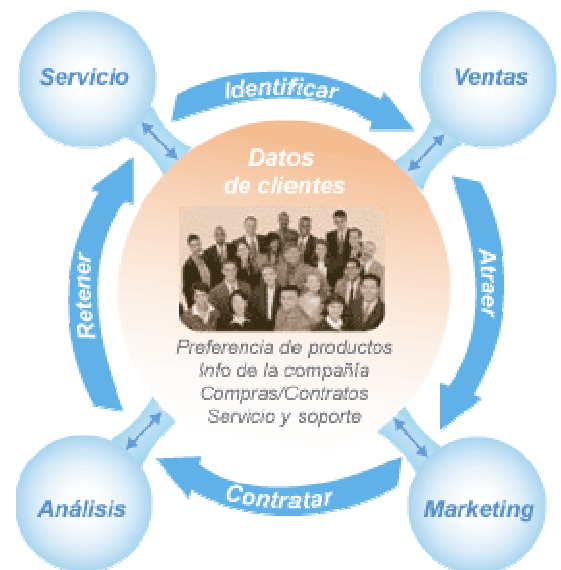 Servicio
Identificar
Ventas
Datos
de clientes
Retener
Atraer
Preferencia de productos
Info de la compañía
Compras/Contratos
Servicio y soporte
Análisis
Contratar
Marketing